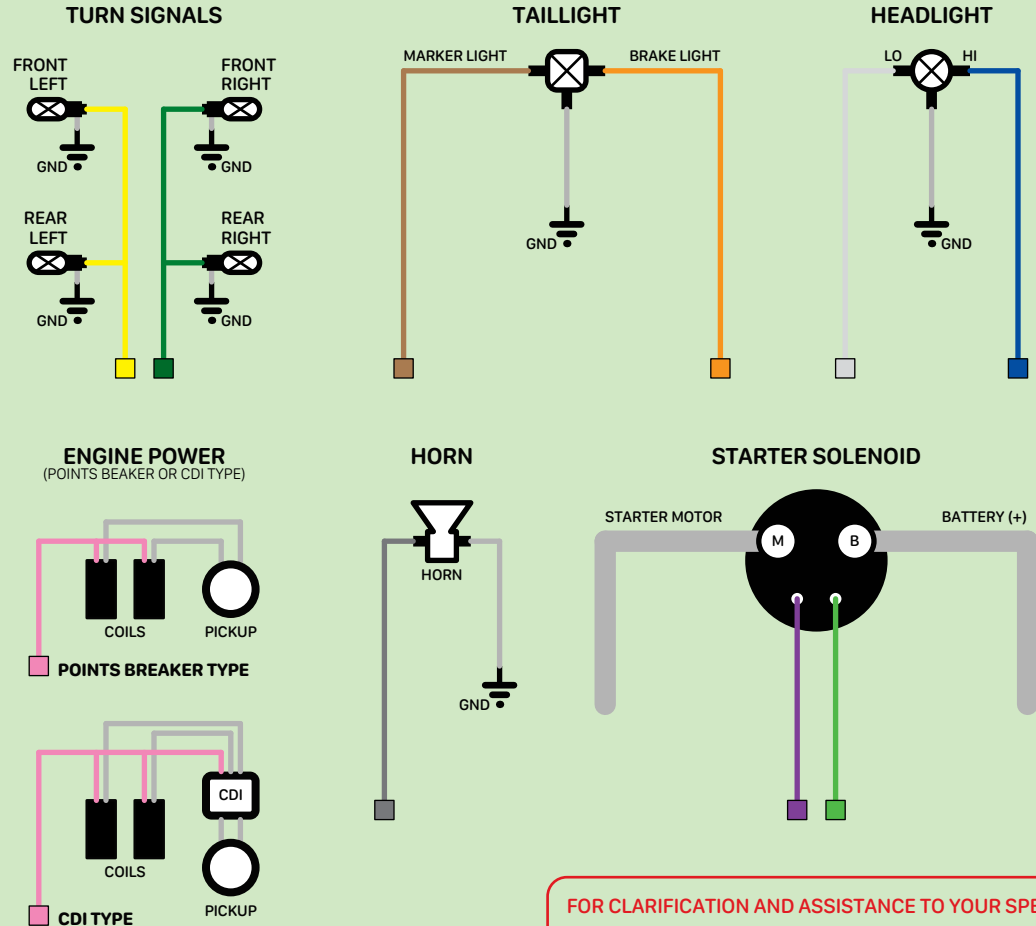 TURN SIGNALS
FRONT
LEFT
FRONT
RIGHT
GND
GND
REAR
LEFT
REAR
RIGHT
GND
GND
TAILLIGHT
MARKER LIGHT
BRAKE LIGHT
GND
HEADLIGHT
LO
HI
GND
ENGINE POWER
(POINTS BEAKER OR CDI TYPE)
COILS
PICKUP
POINTS BREAKER TYPE
CDI
COILS
PICKUP
CDI TYPE
HORN
HORN
GND
STARTER SOLENOID
STARTER MOTOR
BATTERY (+)
M
B
FOR CLARIFICATION AND ASSISTANCE TO YOUR SPE